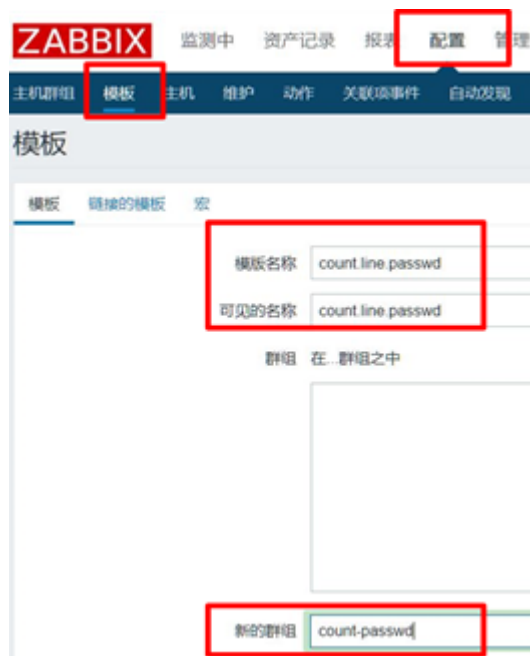 ZABBIX 监测中 资产记录 报表 配置 管理
主机群组 模板 主机 维护 动作 关联项事件 自动发现
模板
模板 链接的模板 宏
模版名称 count.line.passwd
可见的名称 count.line.passwd
群组 在...群组之中
新的群组 count-passwd